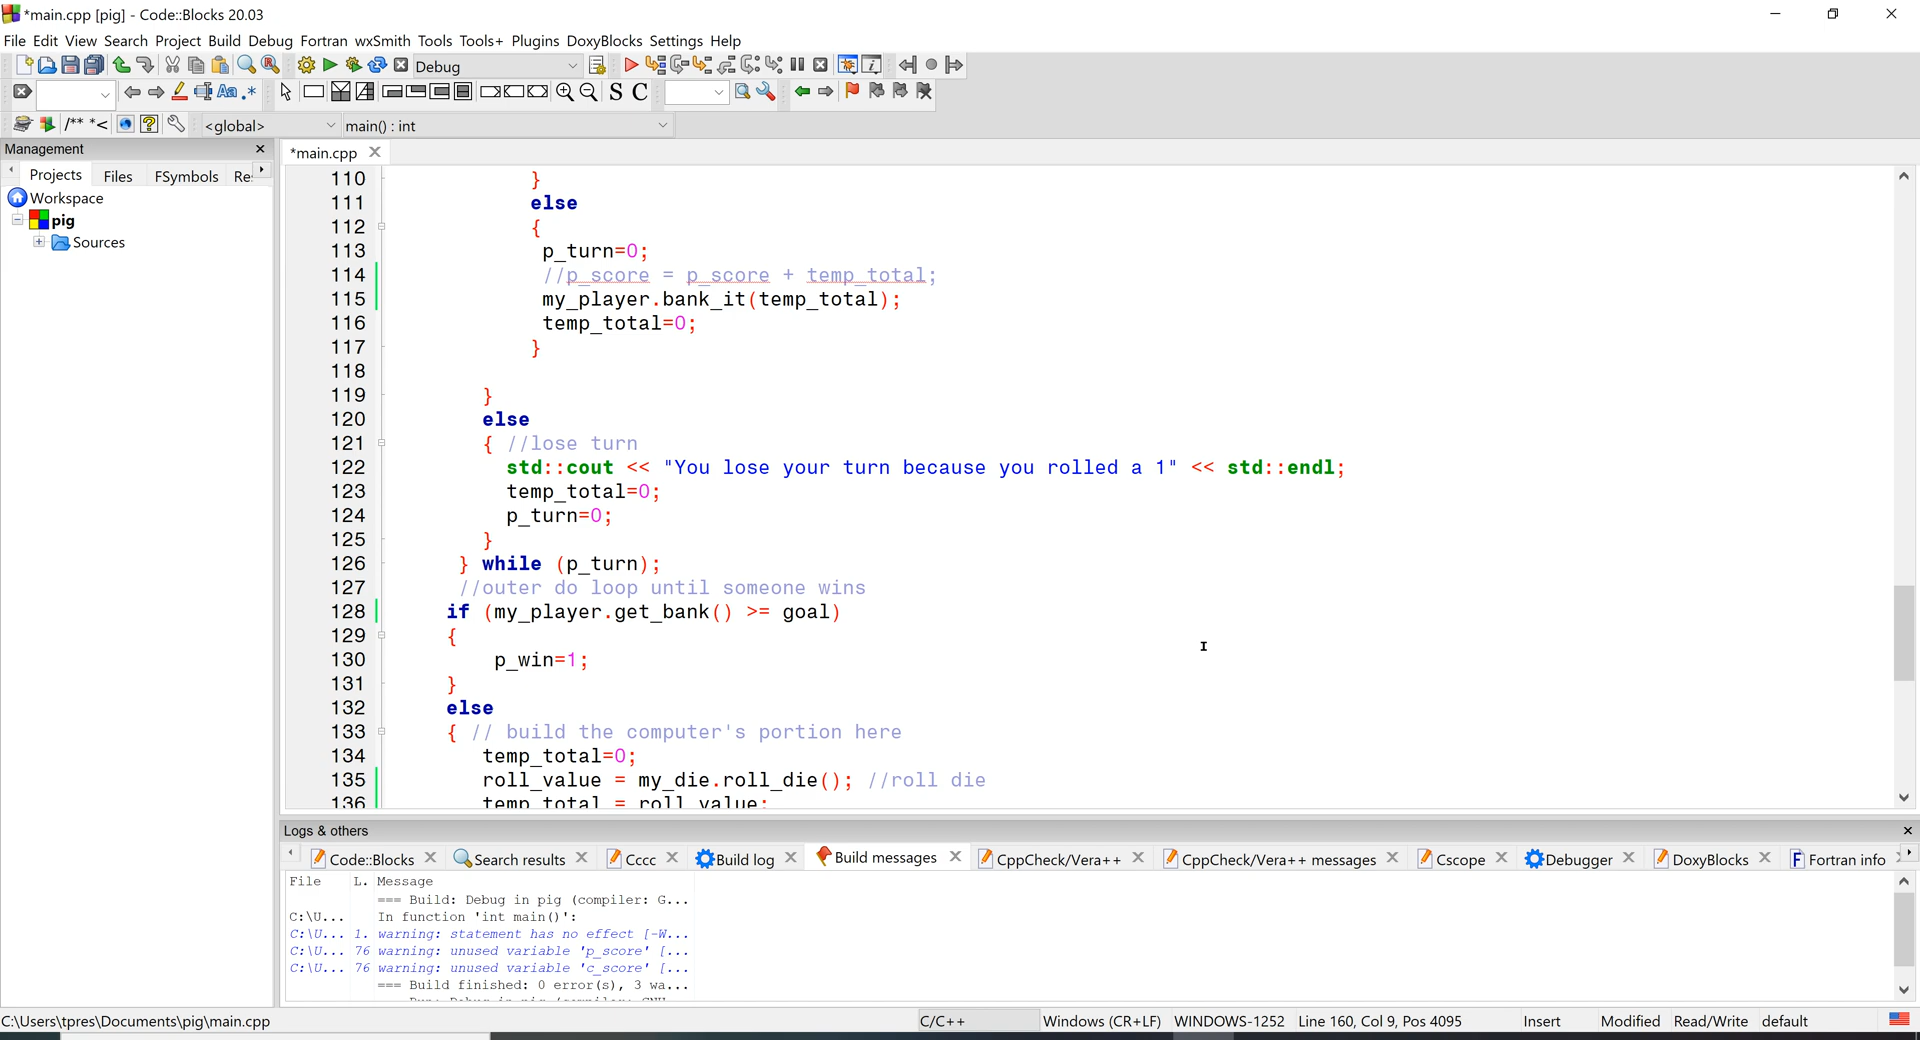 *main.cpp [pig] - Code::Blocks 20.03
File Edit View Search Project Build Debug Fortran wxSmith Tools Tools+ Plugins DoxyBlocks Settings Help
Debug
S C
/** *< <global> main() : int
Management
*main.cpp
Projects Files FSymbols Re
Workspace
pig
Sources
110 }
111 else
112 {
113 p_turn=0;
114 //p_score = p_score + temp_total;
115 my_player.bank_it(temp_total);
116 temp_total=0;
117 }
118
119 }
120 else
121 { //lose turn
122 std::cout << "You lose your turn because you rolled a 1" << std::endl;
123 temp_total=0;
124 p_turn=0;
125 }
126 } while (p_turn);
127 //outer do loop until someone wins
128 if (my_player.get_bank() >= goal)
129 {
130 p_win=1;
131 }
132 else
133 { // build the computer's portion here
134 temp_total=0;
135 roll_value = my_die.roll_die(); //roll die
136 temp_total = roll_value;
Logs & others
Code::Blocks Search results Cccc Build log Build messages CppCheck/Vera++ CppCheck/Vera++ messages Cscope Debugger DoxyBlocks Fortran info
File L. Message
=== Build: Debug in pig (compiler: G...
C:\U... In function 'int main()':
C:\U... 1. warning: statement has no effect [-W...
C:\U... 76 warning: unused variable 'p_score' [...
C:\U... 76 warning: unused variable 'c_score' [...
=== Build finished: 0 error(s), 3 wa...
C:\Users\tpres\Documents\pig\main.cpp C/C++ Windows (CR+LF) WINDOWS-1252 Line 160, Col 9, Pos 4095 Insert Modified Read/Write default